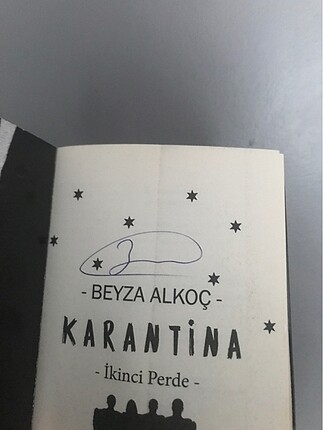 - BEYZA ALKOÇ -
KARANTİNA
- İkinci Perde -